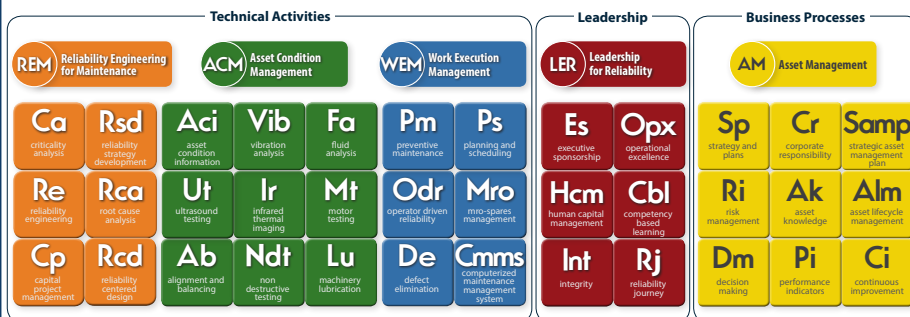 Technical Activities
Leadership
Business Processes
REM
Reliability Engineering
for Maintenance
ACM
Asset Condition
Management
WEM
Work Execution
Management
LER
Leadership
for Reliability
AM
Asset Management
Ca
criticality
analysis
Rsd
reliability
strategy
development
Aci
asset
condition
information
Vib
vibration
analysis
Fa
fluid
analysis
Pm
preventive
maintenance
Ps
planning and
scheduling
Es
executive
sponsorship
Opx
operational
excellence
Sp
strategy and
plans
Cr
corporate
responsibility
Samp
strategic asset
management
plan
Re
reliability
engineering
Rca
root cause
analysis
Ut
ultrasound
testing
Ir
infrared
thermal
imaging
Mt
motor
testing
Odr
operator driven
reliability
Mro
mro-spares
management
Hcm
human capital
management
Cbl
competency
based
learning
Ri
risk
management
Ak
asset
knowledge
Alm
asset lifecycle
management
Cp
capital
project
management
Rcd
reliability
centered
design
Ab
alignment and
balancing
Ndt
non
destructive
testing
Lu
machinery
lubrication
De
defect
elimination
Cmms
computerized
maintenance
management
system
Int
integrity
Rj
reliability
journey
Dm
decision
making
Pi
performance
indicators
Ci
continuous
improvement